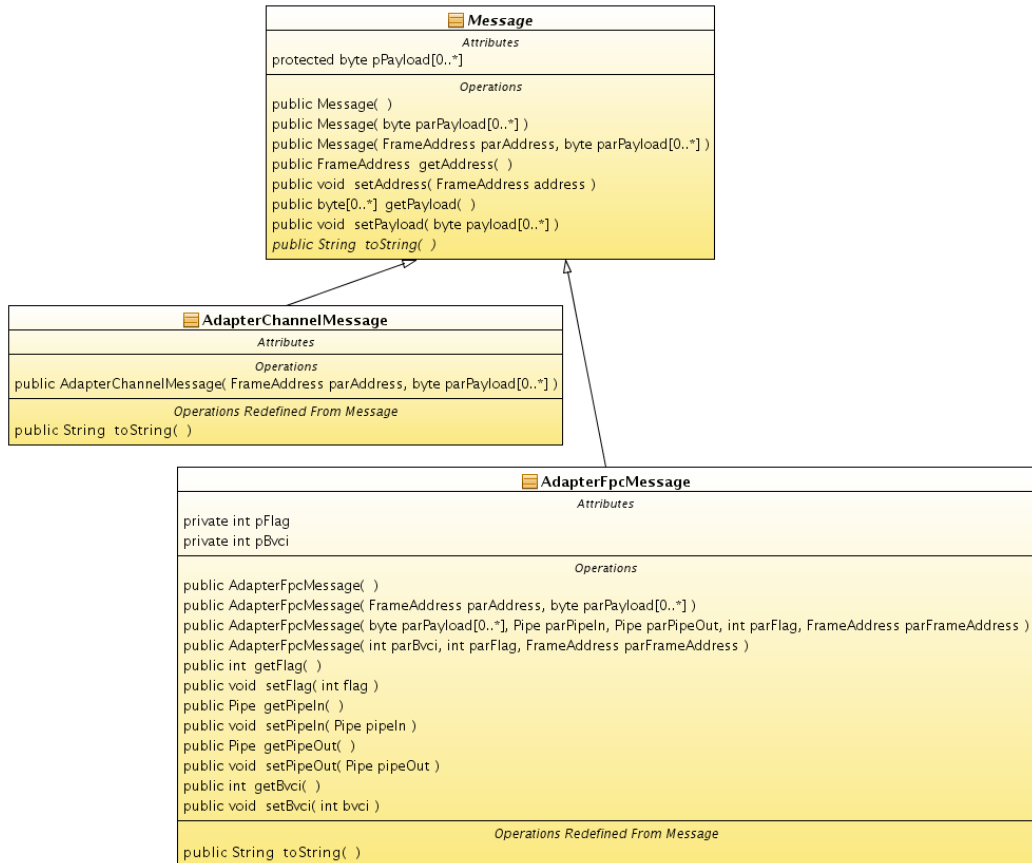 Message
Attributes
protected byte pPayload[0..*]
Operations
public Message( )
public Message( byte parPayload[0..*] )
public Message( FrameAddress parAddress, byte parPayload[0..*] )
public FrameAddress getAddress( )
public void setAddress( FrameAddress address )
public byte[0..*] getPayload( )
public void setPayload( byte payload[0..*] )
public String toString( )
AdapterChannelMessage
Attributes
Operations
public AdapterChannelMessage( FrameAddress parAddress, byte parPayload[0..*] )
Operations Redefined From Message
public String toString( )
AdapterFpcMessage
Attributes
private int pFlag
private int pBvci
Operations
public AdapterFpcMessage( )
public AdapterFpcMessage( FrameAddress parAddress, byte parPayload[0..*] )
public AdapterFpcMessage( byte parPayload[0..*], Pipe parPipeIn, Pipe parPipeOut, int parFlag, FrameAddress parFrameAddress )
public AdapterFpcMessage( int parBvci, int parFlag, FrameAddress parFrameAddress )
public int getFlag( )
public void setFlag( int flag )
public Pipe getPipeIn( )
public void setPipeIn( Pipe pipeIn )
public Pipe getPipeOut( )
public void setPipeOut( Pipe pipeOut )
public int getBvci( )
public void setBvci( int bvci )
Operations Redefined From Message
public String toString( )